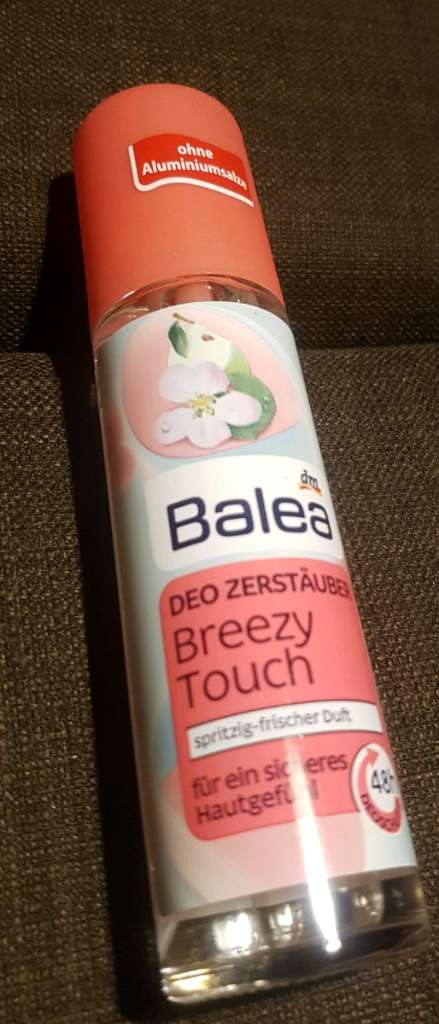 ohne
Aluminiumsalze
dm
Balea
DEO ZERSTÄUBER
Breezy
Touch
spritzig-frischer Duft
für ein sicheres
Hautgefühl
48h